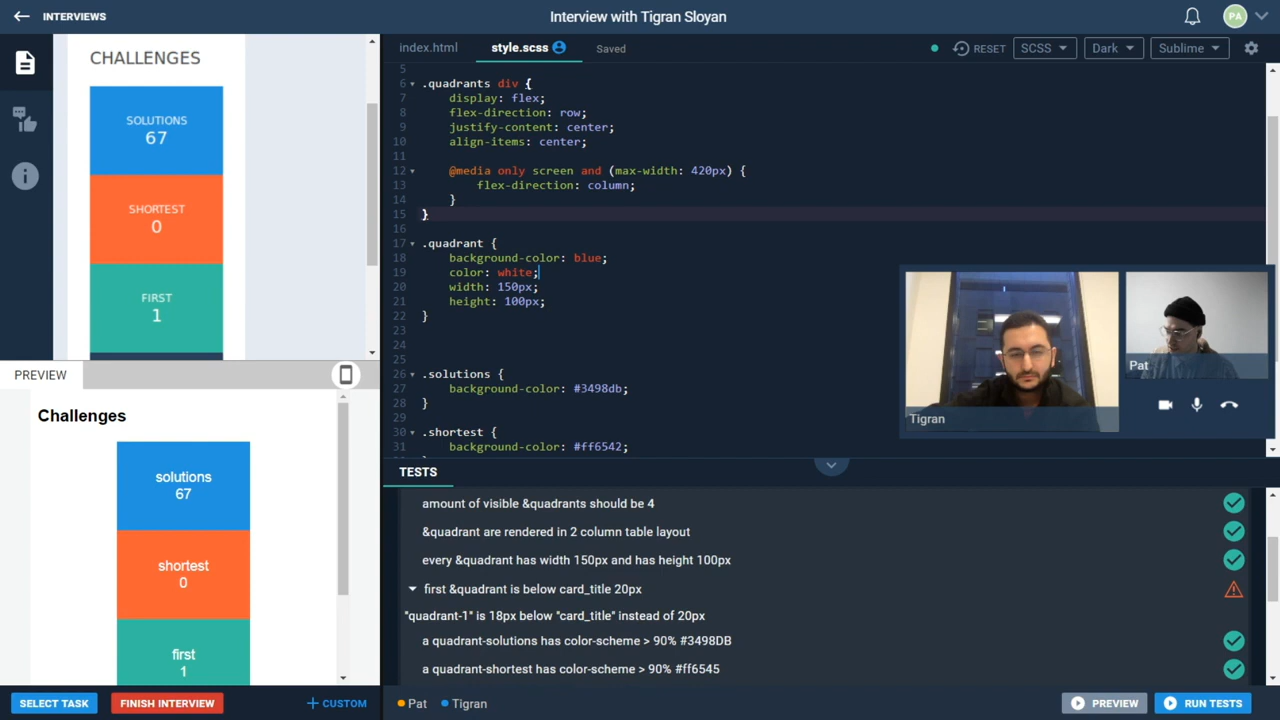 INTERVIEWS
Interview with Tigran Sloyan
PA
CHALLENGES
SOLUTIONS
67
SHORTEST
0
FIRST
1
PREVIEW
Challenges
solutions
67
shortest
0
first
1
SELECT TASK
FINISH INTERVIEW
+ CUSTOM
index.html
style.scss
Saved
RESET
SCSS
Dark
Sublime
5
6 .quadrants div {
7 display: flex;
8 flex-direction: row;
9 justify-content: center;
10 align-items: center;
11
12 @media only screen and (max-width: 420px) {
13 flex-direction: column;
14 }
15 }
16
17 .quadrant {
18 background-color: blue;
19 color: white;
20 width: 150px;
21 height: 100px;
22 }
23
24
25
26 .solutions {
27 background-color: #3498db;
28 }
29
30 .shortest {
31 background-color: #ff6542;
Tigran
Pat
TESTS
amount of visible &quadrants should be 4
&quadrant are rendered in 2 column table layout
every &quadrant has width 150px and has height 100px
first &quadrant is below card_title 20px
"quadrant-1" is 18px below "card_title" instead of 20px
a quadrant-solutions has color-scheme > 90% #3498DB
a quadrant-shortest has color-scheme > 90% #ff6545
Pat
Tigran
PREVIEW
RUN TESTS